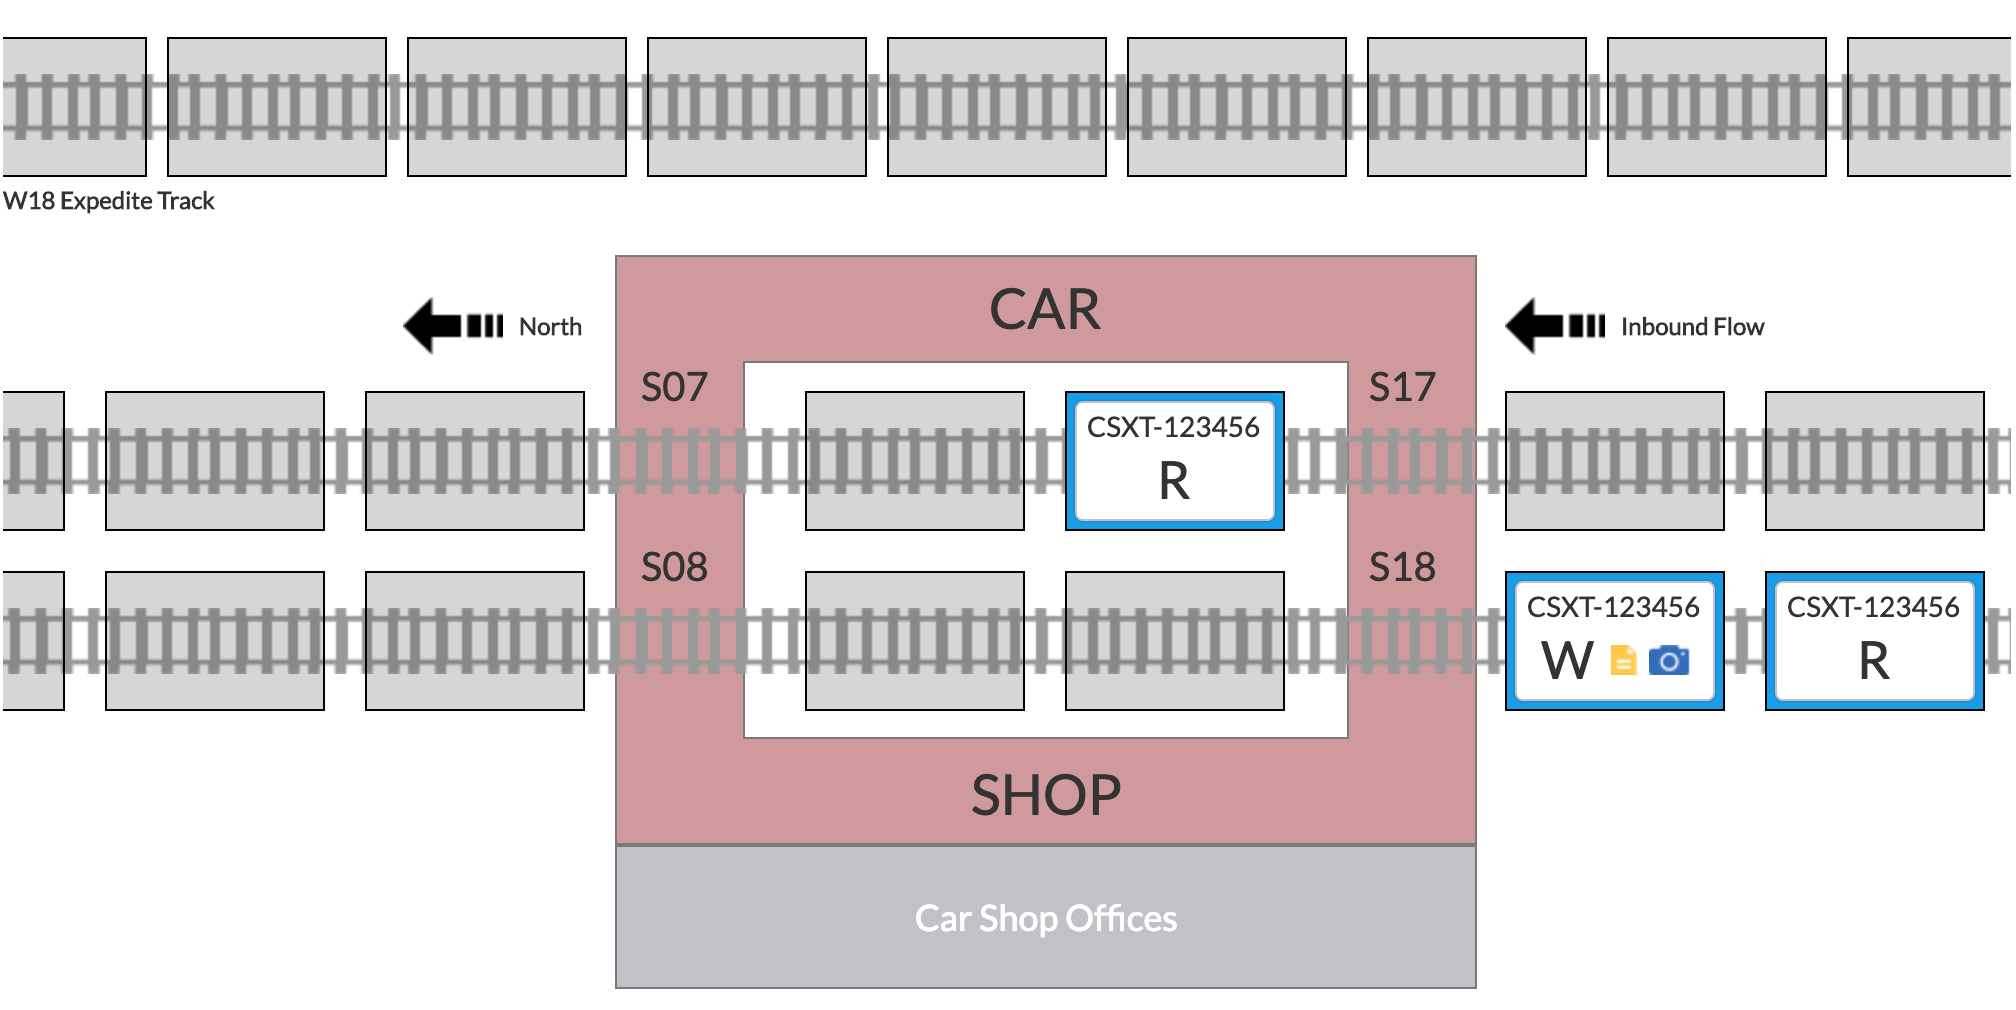 W18 Expedite Track
CAR
North
Inbound Flow
S07
S17
CSXT-123456
R
S08
S18
CSXT-123456
W
CSXT-123456
R
SHOP
Car Shop Offices